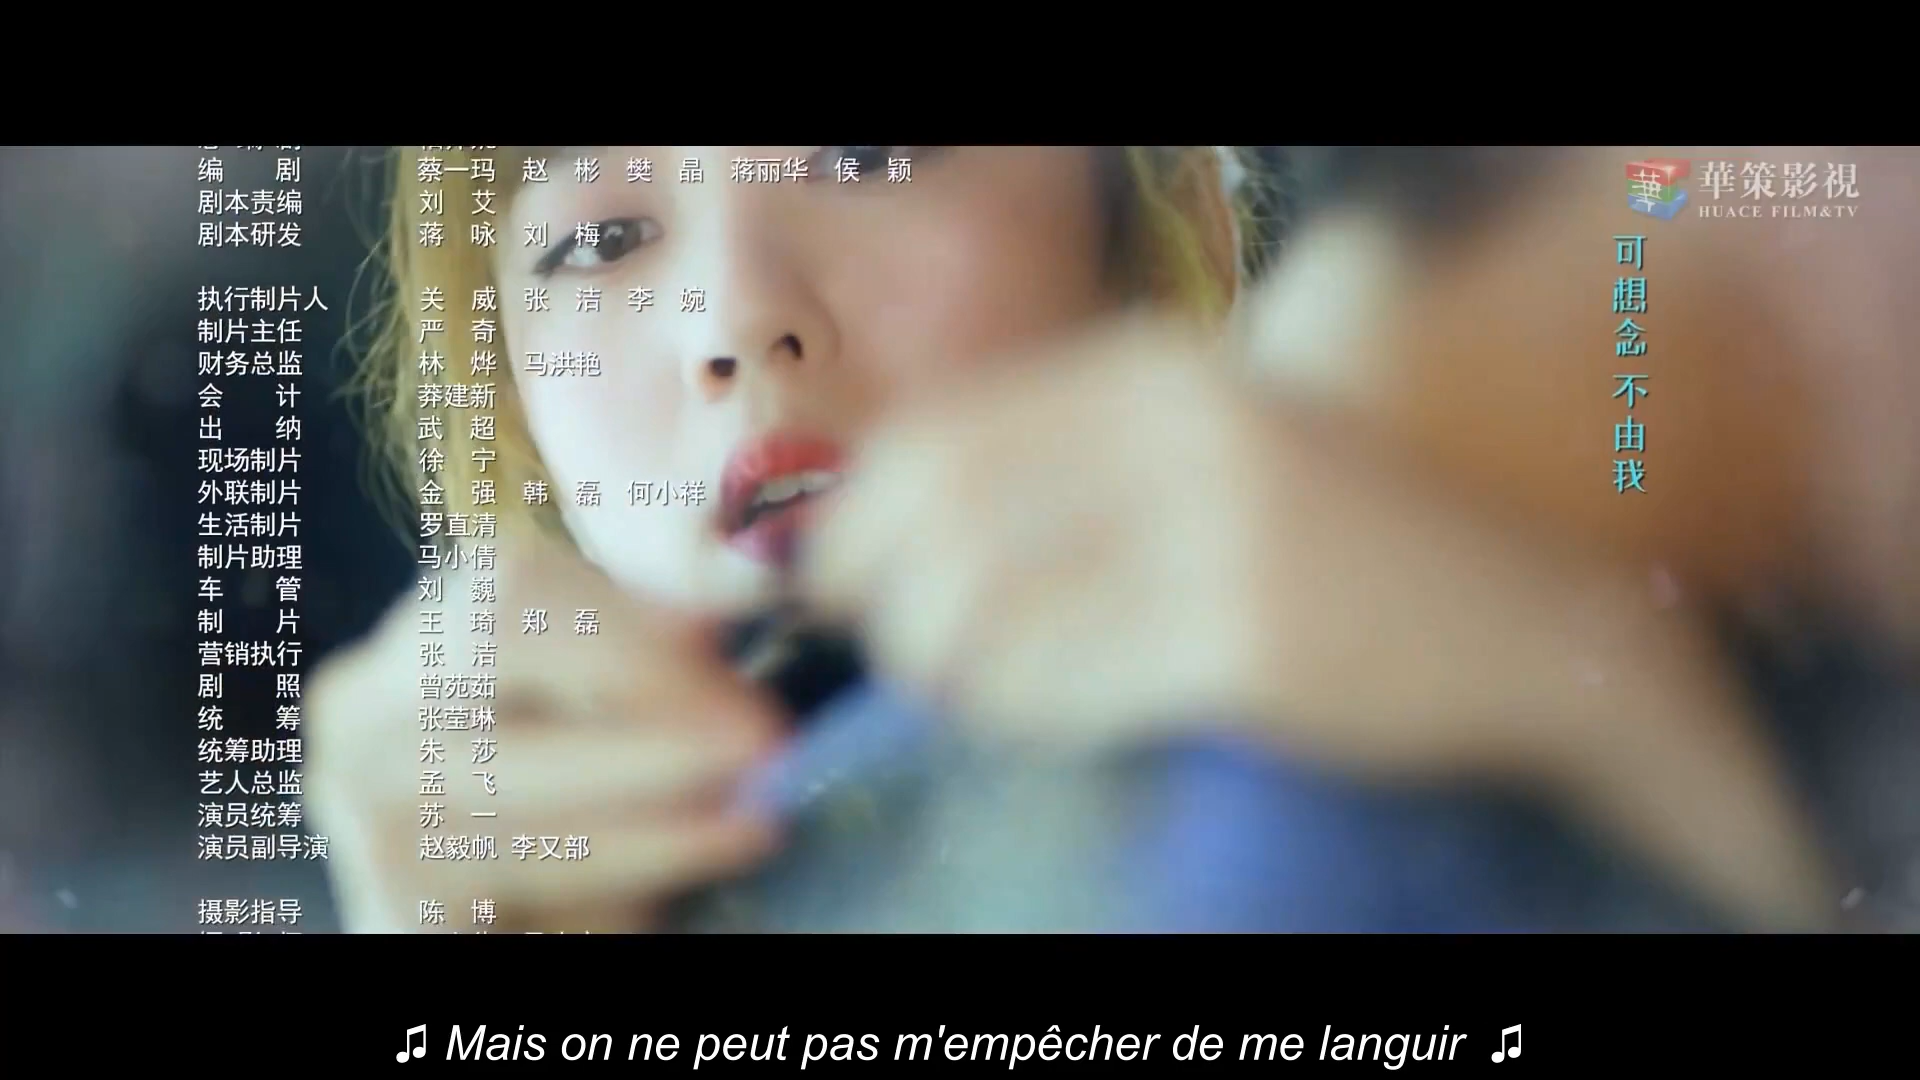 编剧 蔡一玛 赵彬 樊晶 蒋丽华 侯颖
剧本责编 刘艾
剧本研发 蒋咏 刘梅
执行制片人 关威 张洁 李婉
制片主任 严奇
财务总监 林烨 马洪艳
会计 莽建新
出纳 武超
现场制片 徐宁
外联制片 金强 韩磊 何小祥
生活制片 罗直清
制片助理 马小倩
车管 刘巍
制片 王琦 郑磊
营销执行 张洁
剧照 曾苑茹
统筹 张莹琳
统筹助理 朱莎
艺人总监 孟飞
演员统筹 苏一
演员副导演 赵毅帆 李又部
摄影指导 陈博
華策影視
HUACE FILM&TV
可想念不由我
♫ Mais on ne peut pas m'empêcher de me languir ♫